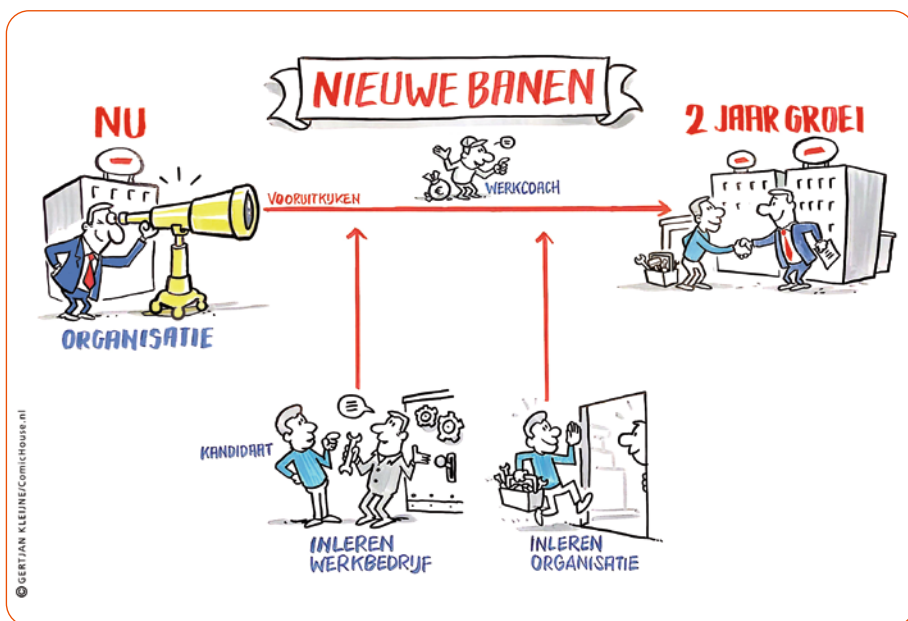 NIEUWE BANEN
NU
2 JAAR GROEI
VOORUITKIJKEN
€
WERKCOACH
ORGANISATIE
KANDIDAAT
INLEREN
WERKBEDRIJF
INLEREN
ORGANISATIE
© GERTJAN KLEIJNE/ComicHouse.nl